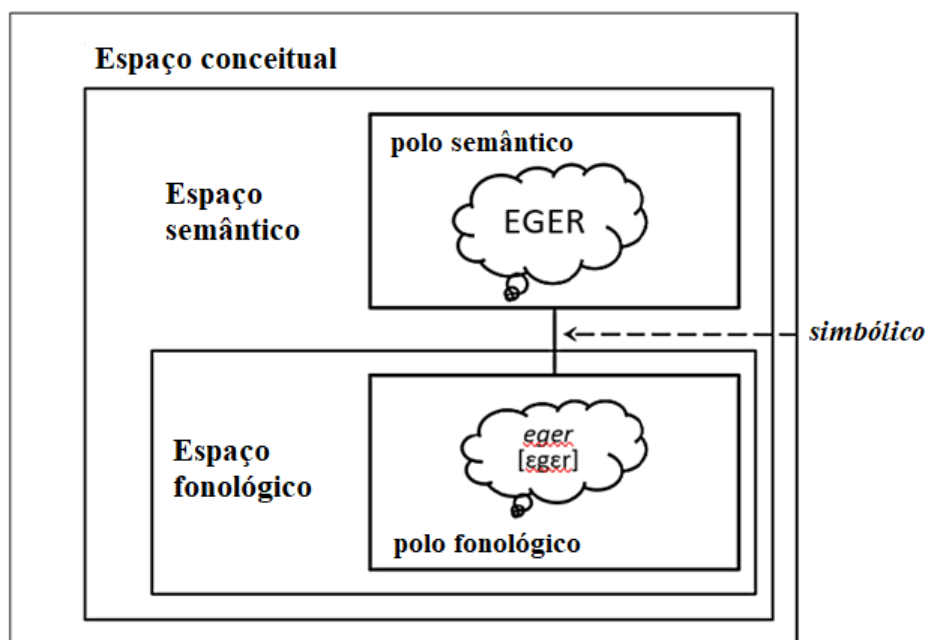 Espaço conceitual
polo semântico
EGER
Espaço
semântico
simbólico
eger
[ɛgɛr]
Espaço
fonológico
polo fonológico